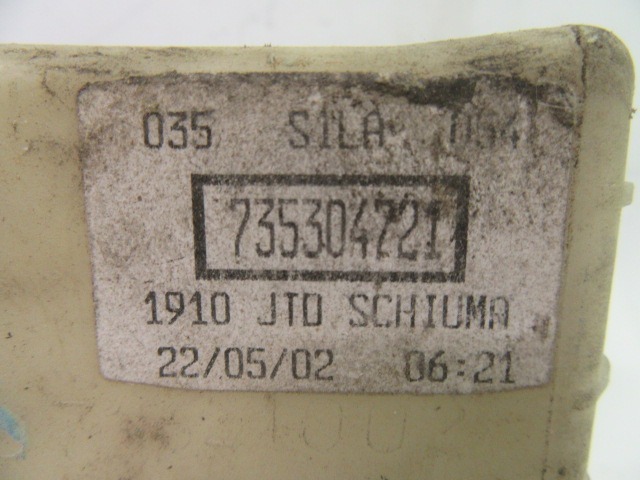 035 SILA
735304721
1910 JTD SCHIUMA
22/05/02 06:21